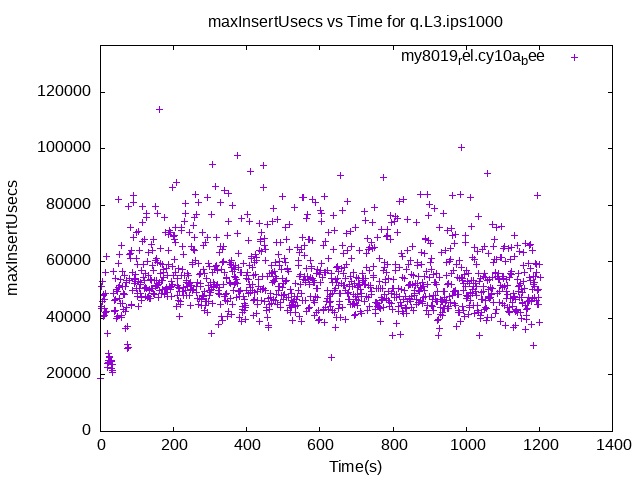 maxInsertUsecs vs Time for q.L3.ips1000
my8019rel.cy10abee
120000
100000
80000
60000
40000
20000
0
maxInsertUsecs
0 200 400 600 800 1000 1200 1400
Time(s)